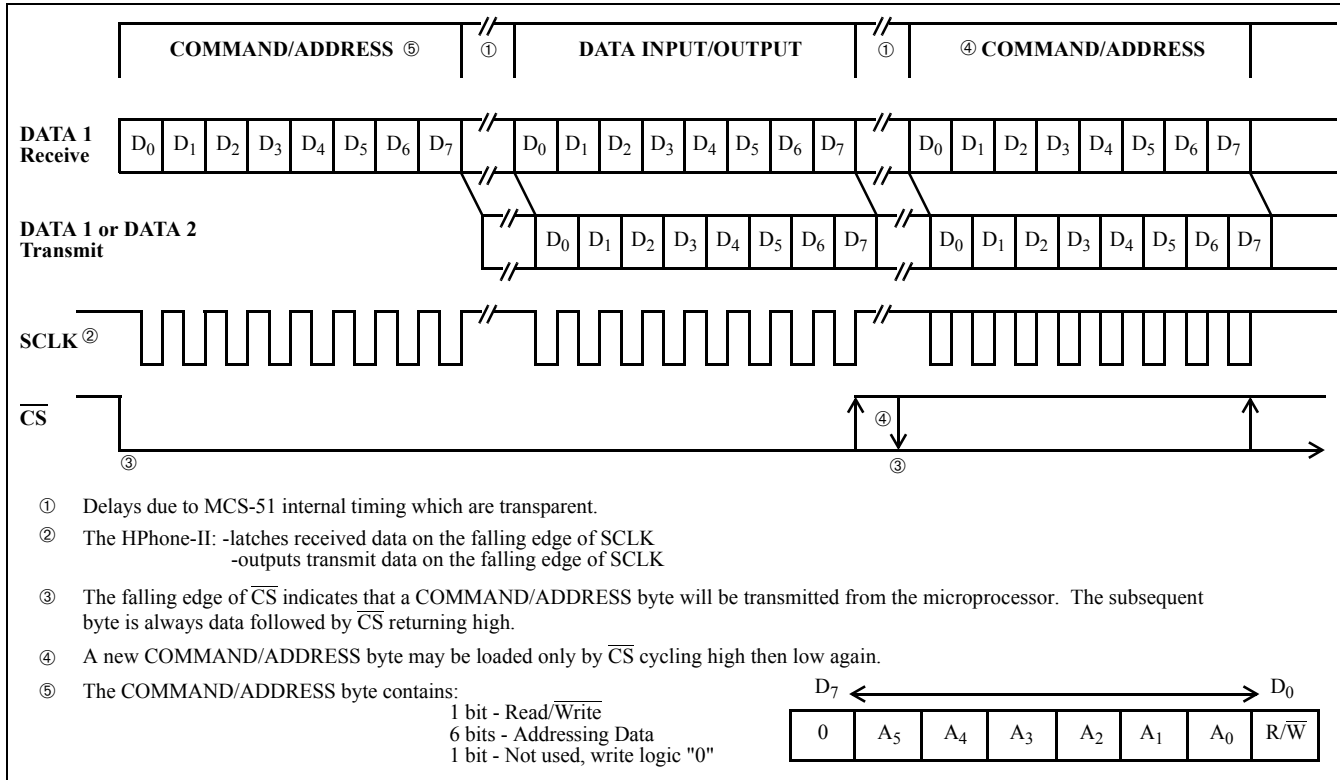 COMMAND/ADDRESS ⑤ ① DATA INPUT/OUTPUT ① ④ COMMAND/ADDRESS
DATA 1
Receive
D0 D1 D2 D3 D4 D5 D6 D7 D0 D1 D2 D3 D4 D5 D6 D7 D0 D1 D2 D3 D4 D5 D6 D7
DATA 1 or DATA 2
Transmit
D0 D1 D2 D3 D4 D5 D6 D7 D0 D1 D2 D3 D4 D5 D6 D7
SCLK ②
CS
④
③ ③
① Delays due to MCS-51 internal timing which are transparent.
② The HPhone-II: -latches received data on the falling edge of SCLK
-outputs transmit data on the falling edge of SCLK
③ The falling edge of CS indicates that a COMMAND/ADDRESS byte will be transmitted from the microprocessor. The subsequent
byte is always data followed by CS returning high.
④ A new COMMAND/ADDRESS byte may be loaded only by CS cycling high then low again.
⑤ The COMMAND/ADDRESS byte contains:
1 bit - Read/Write
6 bits - Addressing Data
1 bit - Not used, write logic "0"
D7 D0
0 A5 A4 A3 A2 A1 A0 R/W